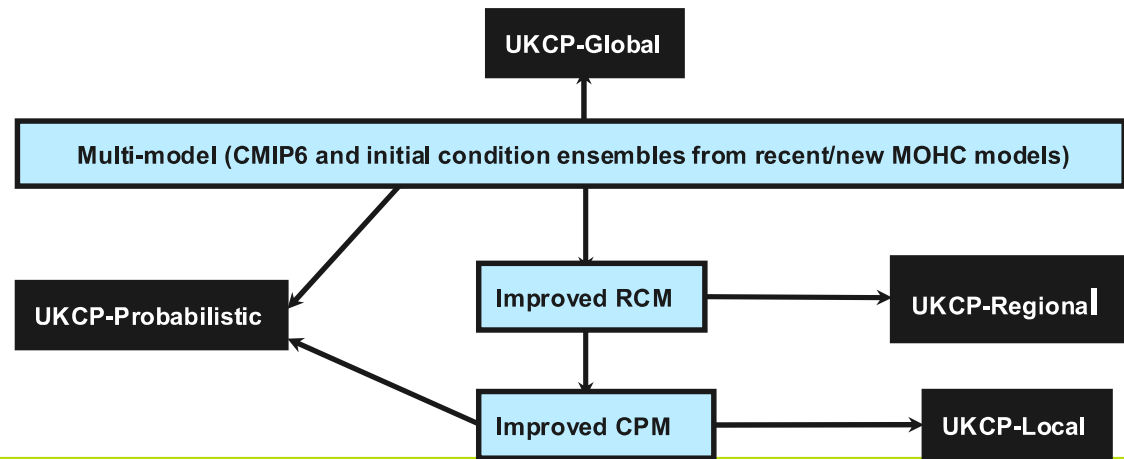 UKCP-Global
Multi-model (CMIP6 and initial condition ensembles from recent/new MOHC models)
Improved RCM
UKCP-Regional
UKCP-Probabilistic
Improved CPM
UKCP-Local